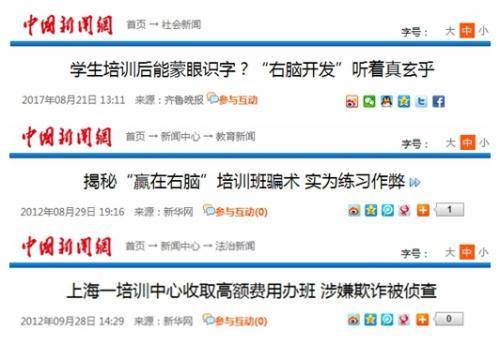 中国新闻网 首页→社会新闻 字号： 大 中 小
学生培训后能蒙眼识字？“右脑开发”听着真玄乎
2017年08月21日 13:11 来源：齐鲁晚报 参与互动
中国新闻网 首页→新闻中心→教育新闻 字号： 大 中 小
揭秘“赢在右脑”培训班骗术 实为练习作弊
2012年08月29日 19:16 来源：新华网 参与互动(0) 1
中国新闻网 首页→新闻中心→法治新闻 字号： 大 中 小
上海一培训中心收取高额费用办班 涉嫌欺诈被侦查
2012年09月28日 14:29 来源：新华网 参与互动(0) 0